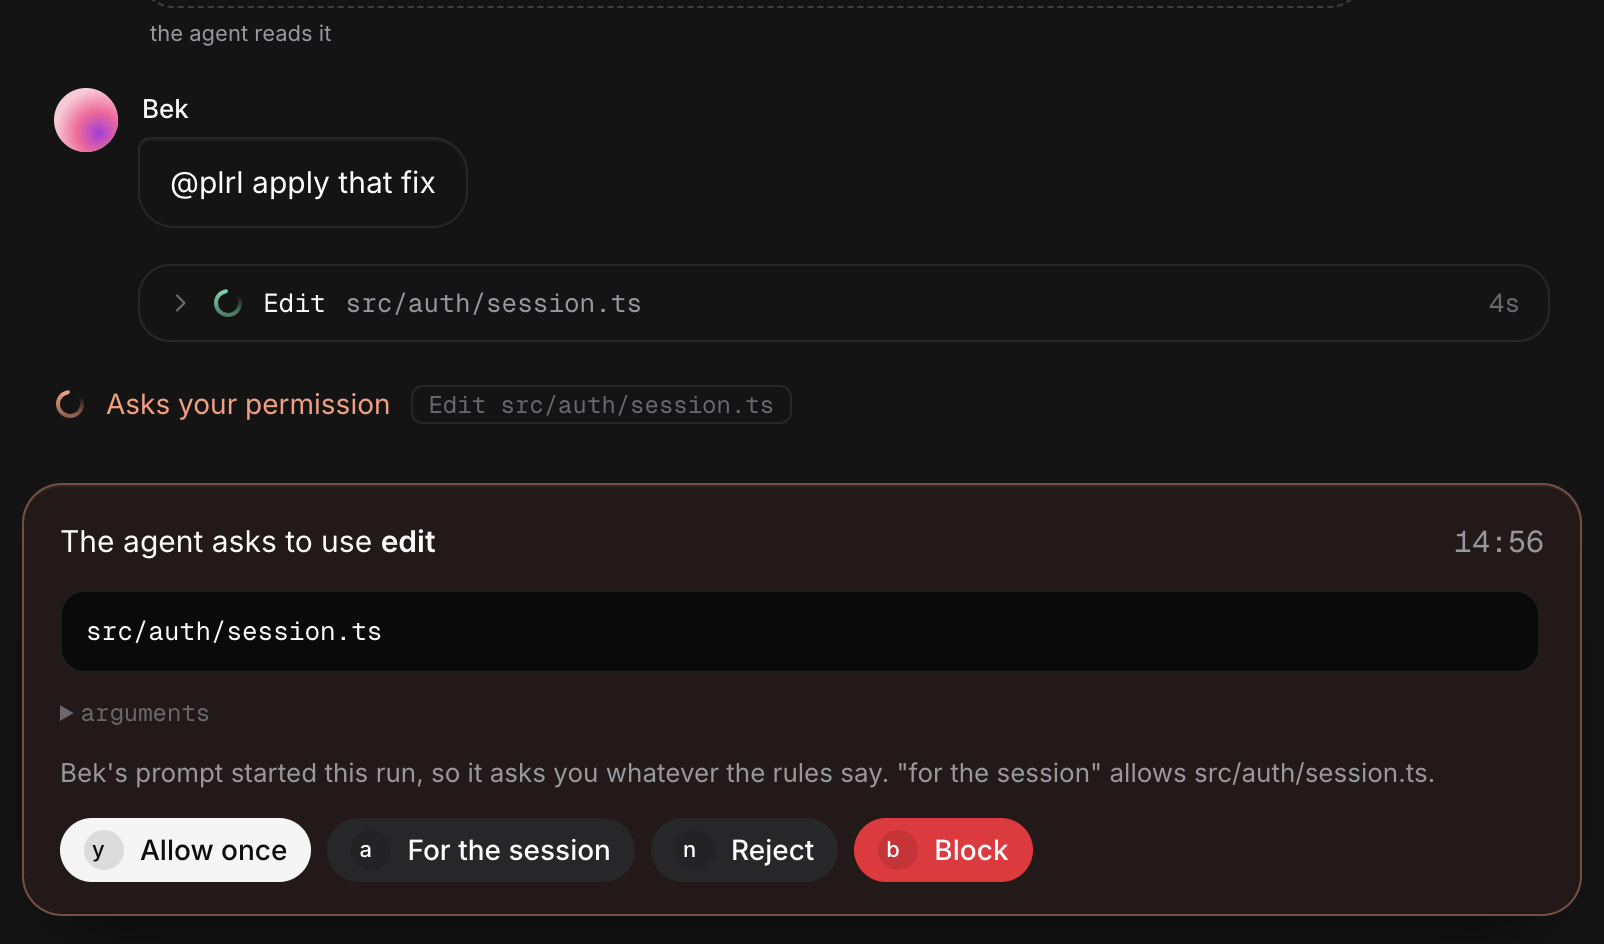 the agent reads it
Bek
@plrl apply that fix
Edit src/auth/session.ts 4s
Asks your permission Edit src/auth/session.ts
The agent asks to use edit 14:56
src/auth/session.ts
arguments
Bek's prompt started this run, so it asks you whatever the rules say. "for the session" allows src/auth/session.ts.
y Allow once a For the session n Reject b Block